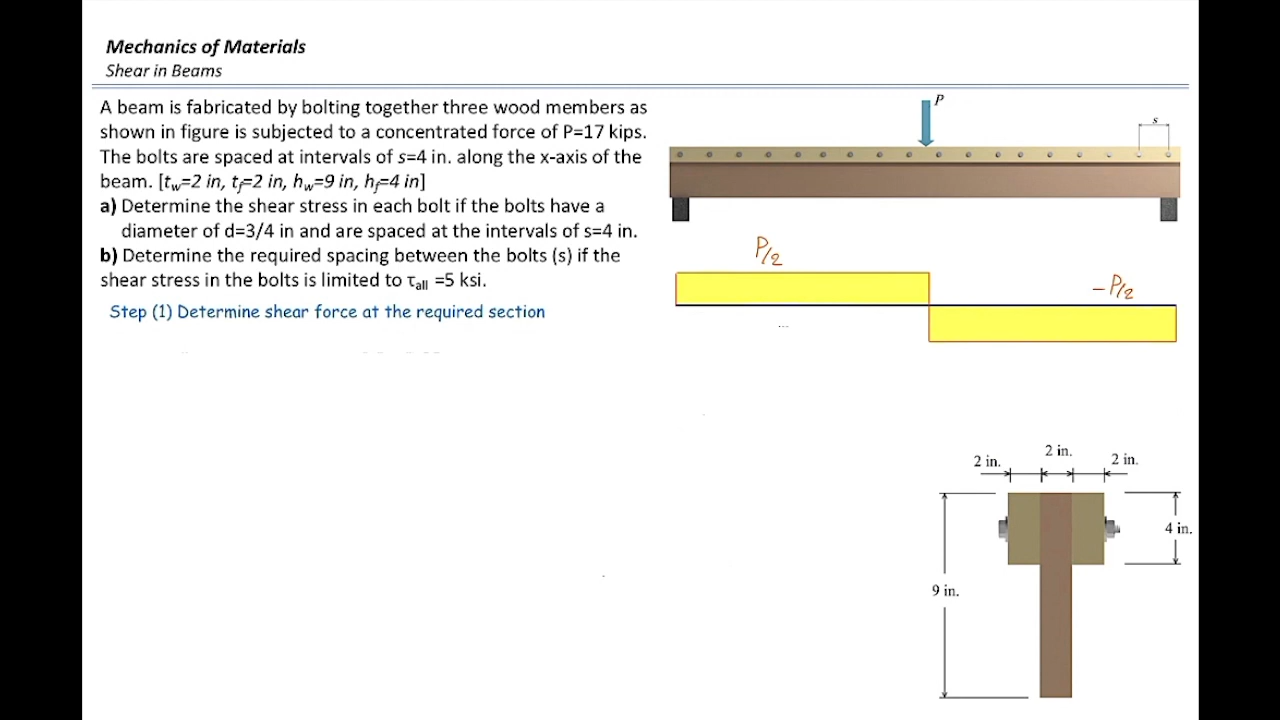 Mechanics of Materials
Shear in Beams
A beam is fabricated by bolting together three wood members as
shown in figure is subjected to a concentrated force of P=17 kips.
The bolts are spaced at intervals of s=4 in. along the x-axis of the
beam. [tw=2 in, tf=2 in, hw=9 in, hf=4 in]
a) Determine the shear stress in each bolt if the bolts have a
diameter of d=3/4 in and are spaced at the intervals of s=4 in.
b) Determine the required spacing between the bolts (s) if the
shear stress in the bolts is limited to τall =5 ksi.
Step (1) Determine shear force at the required section
P
s
P/2
-P/2
2 in.
2 in.
2 in.
4 in.
9 in.